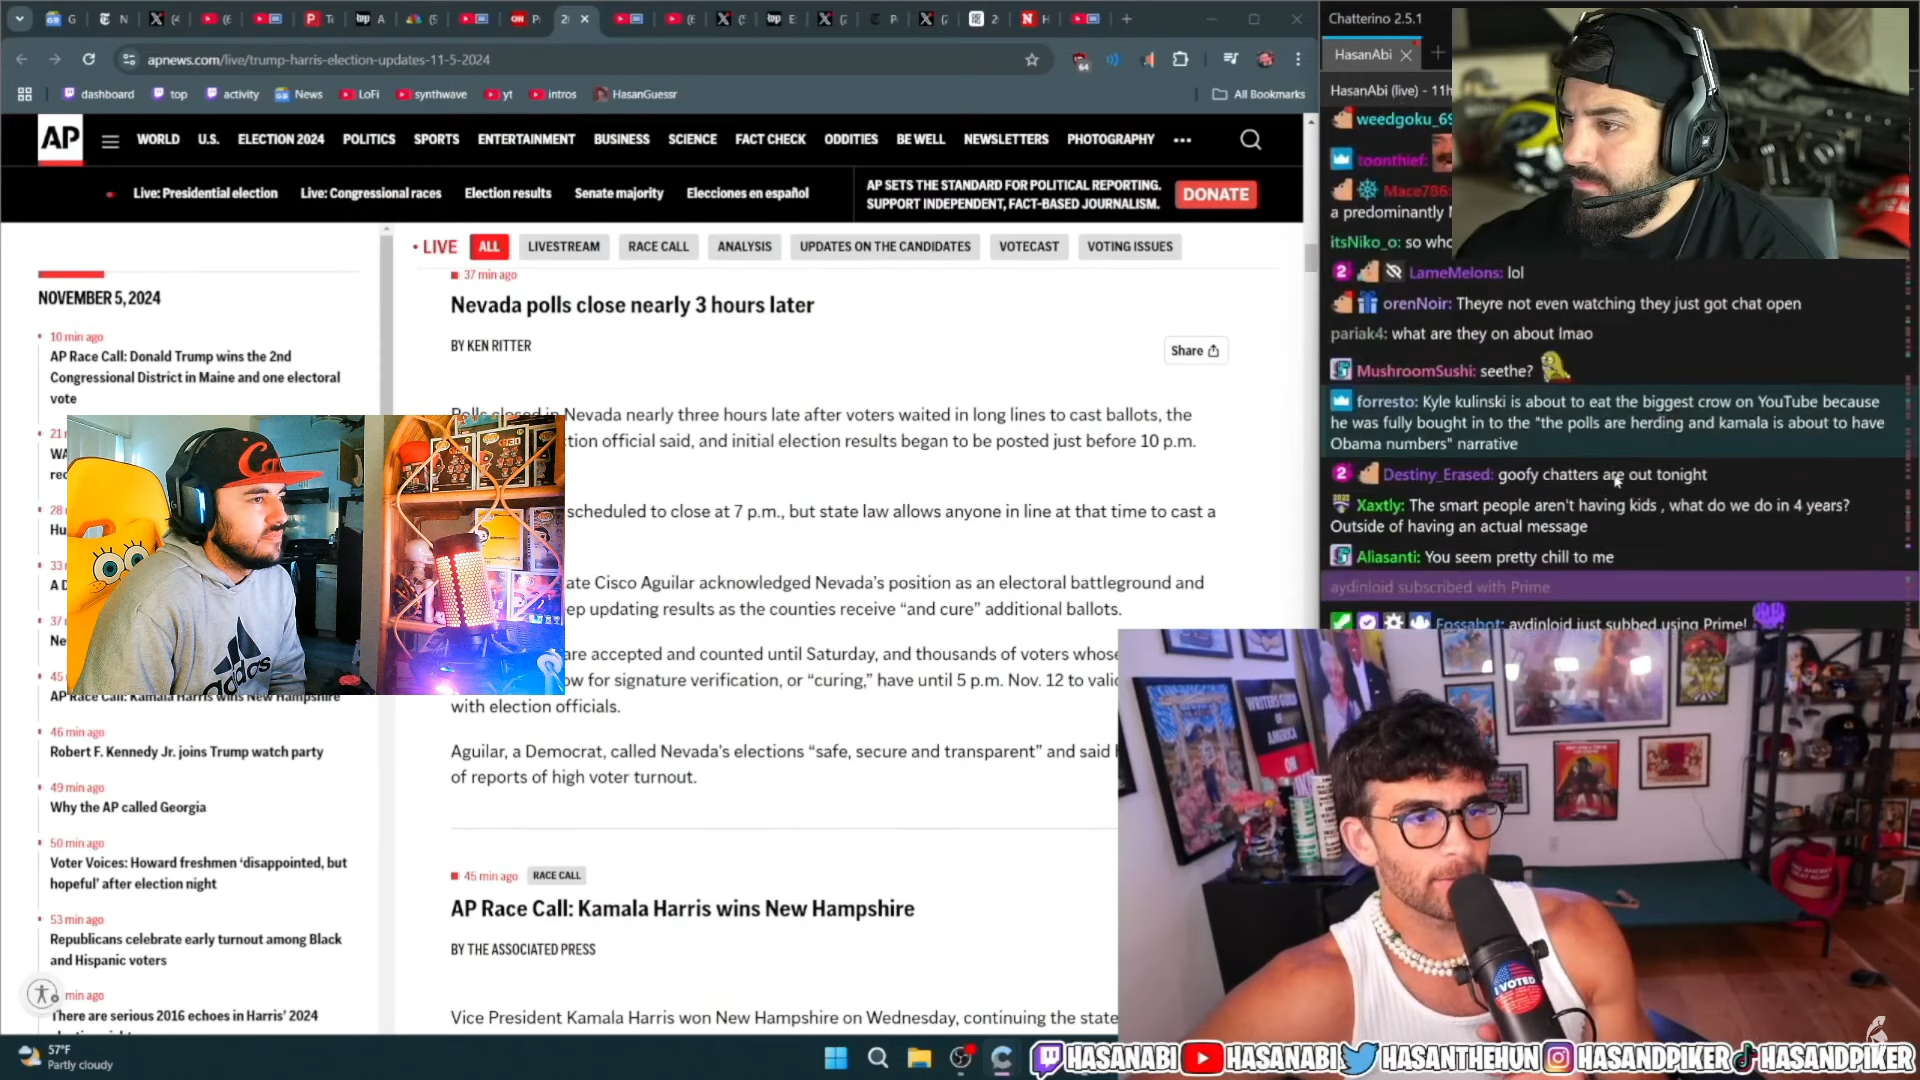 apnews.com/live/trump-harris-election-updates-11-5-2024
64
dashboard
top
activity
News
LoFi
synthwave
yt
intros
HasanGuessr
All Bookmarks
AP
WORLD
U.S.
ELECTION 2024
POLITICS
SPORTS
ENTERTAINMENT
BUSINESS
SCIENCE
FACT CHECK
ODDITIES
BE WELL
NEWSLETTERS
PHOTOGRAPHY
Live: Presidential election
Live: Congressional races
Election results
Senate majority
Elecciones en español
AP SETS THE STANDARD FOR POLITICAL REPORTING.
SUPPORT INDEPENDENT, FACT-BASED JOURNALISM.
DONATE
LIVE
ALL
LIVESTREAM
RACE CALL
ANALYSIS
UPDATES ON THE CANDIDATES
VOTECAST
VOTING ISSUES
NOVEMBER 5, 2024
10 min ago
AP Race Call: Donald Trump wins the 2nd
Congressional District in Maine and one electoral
vote
46 min ago
Robert F. Kennedy Jr. joins Trump watch party
49 min ago
Why the AP called Georgia
50 min ago
Voter Voices: Howard freshmen ‘disappointed, but
hopeful’ after election night
53 min ago
Republicans celebrate early turnout among Black
and Hispanic voters
min ago
There are serious 2016 echoes in Harris’ 2024
37 min ago
Nevada polls close nearly 3 hours later
BY KEN RITTER
Share
Polls closed in Nevada nearly three hours late after voters waited in long lines to cast ballots, the
official said, and initial election results began to be posted just before 10 p.m.
scheduled to close at 7 p.m., but state law allows anyone in line at that time to cast a
Cisco Aguilar acknowledged Nevada’s position as an electoral battleground and
updating results as the counties receive “and cure” additional ballots.
are accepted and counted until Saturday, and thousands of voters whose
for signature verification, or “curing,” have until 5 p.m. Nov. 12 to
with election officials.
Aguilar, a Democrat, called Nevada’s elections “safe, secure and transparent” and said
of reports of high voter turnout.
45 min ago
RACE CALL
AP Race Call: Kamala Harris wins New Hampshire
BY THE ASSOCIATED PRESS
Vice President Kamala Harris won New Hampshire on Wednesday, continuing the state
Chatterino 2.5.1
HasanAbi
HasanAbi (live) - 11h
weedgoku_69
toonthief:
Mace786:
a predominantly
itsNiko_o: so
LameMelons: lol
orenNoir: Theyre not even watching they just got chat open
pariak4: what are they on about lmao
MushroomSushi: seethe?
forresto: Kyle kulinski is about to eat the biggest crow on YouTube because
he was fully bought in to the "the polls are herding and kamala is about to have
Obama numbers" narrative
Destiny_Erased: goofy chatters are out tonight
Xaxtly: The smart people aren't having kids , what do we do in 4 years?
Outside of having an actual message
Aliasanti: You seem pretty chill to me
aydinloid subscribed with Prime.
Fossabot: aydinloid just subbed using Prime!
adidas
WRITERS GUILD
OF
AMERICA
ON
I VOTED
57°F
Partly cloudy
HASANABI
HASANABI
HASANTHEHUN
HASANDPIKER
HASANDPIKER